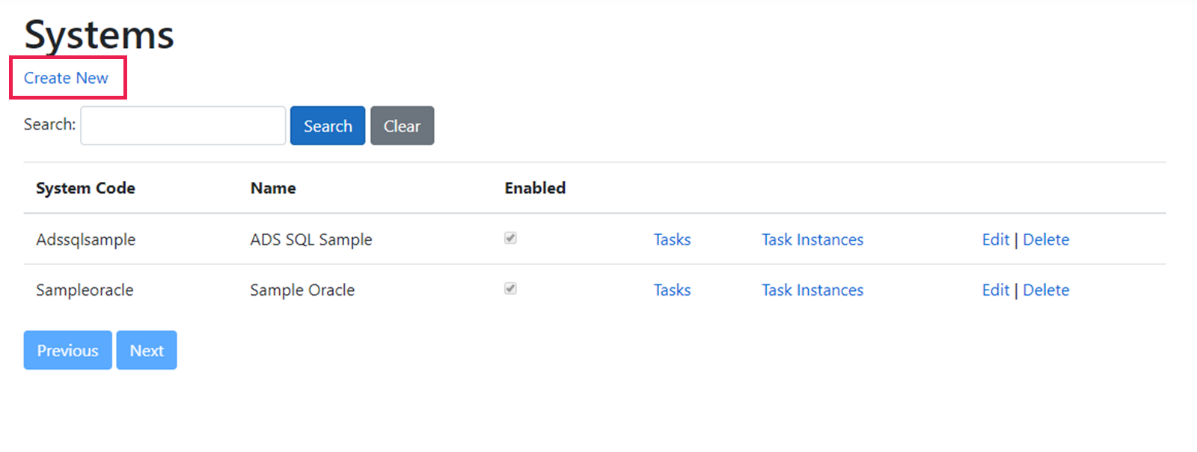 Systems
Create New
Search: Search Clear
System Code Name Enabled
Adssqlsample ADS SQL Sample Tasks Task Instances Edit | Delete
Sampleoracle Sample Oracle Tasks Task Instances Edit | Delete
Previous Next